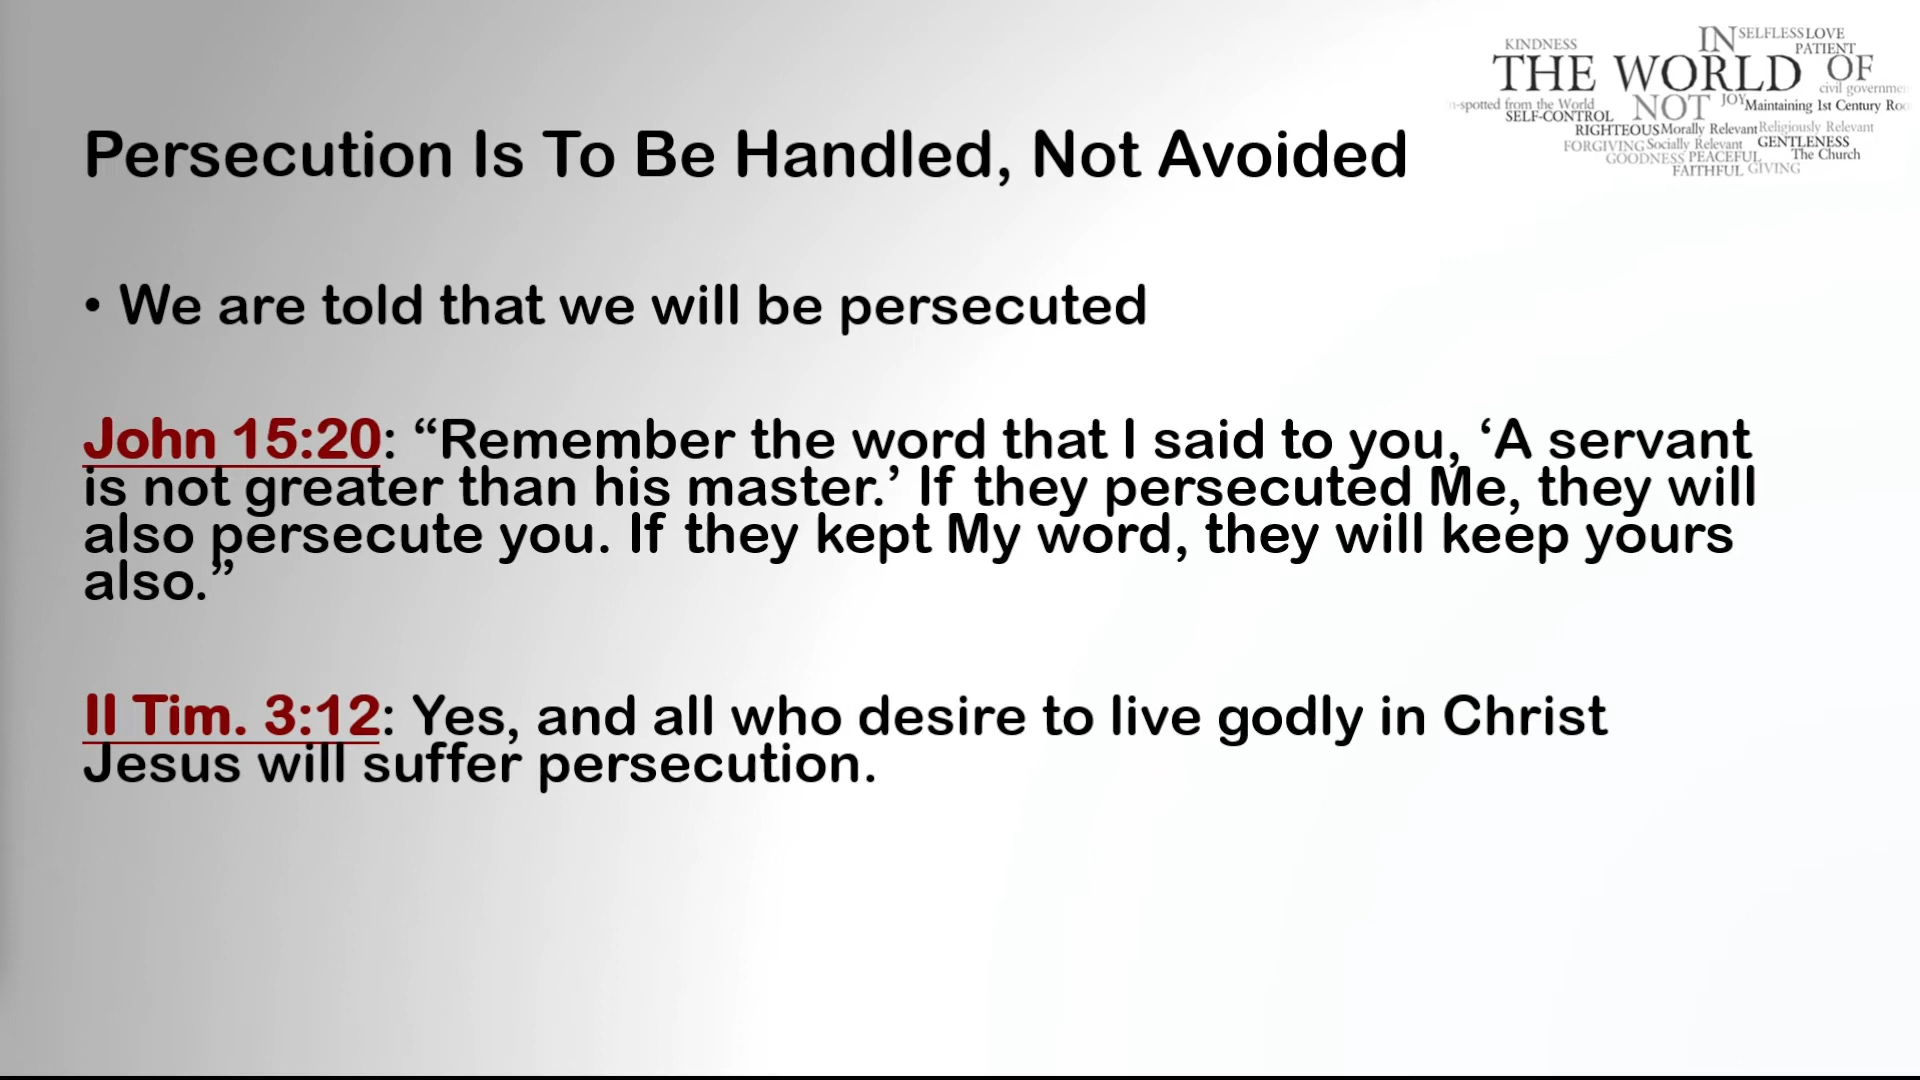 KINDNESS
IN SELFLESS LOVE
PATIENT
THE WORLD OF
civil
-spotted from the World NOT JOY Maintaining 1st Century
SELF-CONTROL
RIGHTEOUS Morally Relevant Religiously Relevant
FORGIVING Socially Relevant GENTLENESS
GOODNESS PEACEFUL The Church
FAITHFUL GIVING
Persecution Is To Be Handled, Not Avoided
• We are told that we will be persecuted
John 15:20: “Remember the word that I said to you, ‘A servant
is not greater than his master.’ If they persecuted Me, they will
also persecute you. If they kept My word, they will keep yours
also.”
II Tim. 3:12: Yes, and all who desire to live godly in Christ
Jesus will suffer persecution.